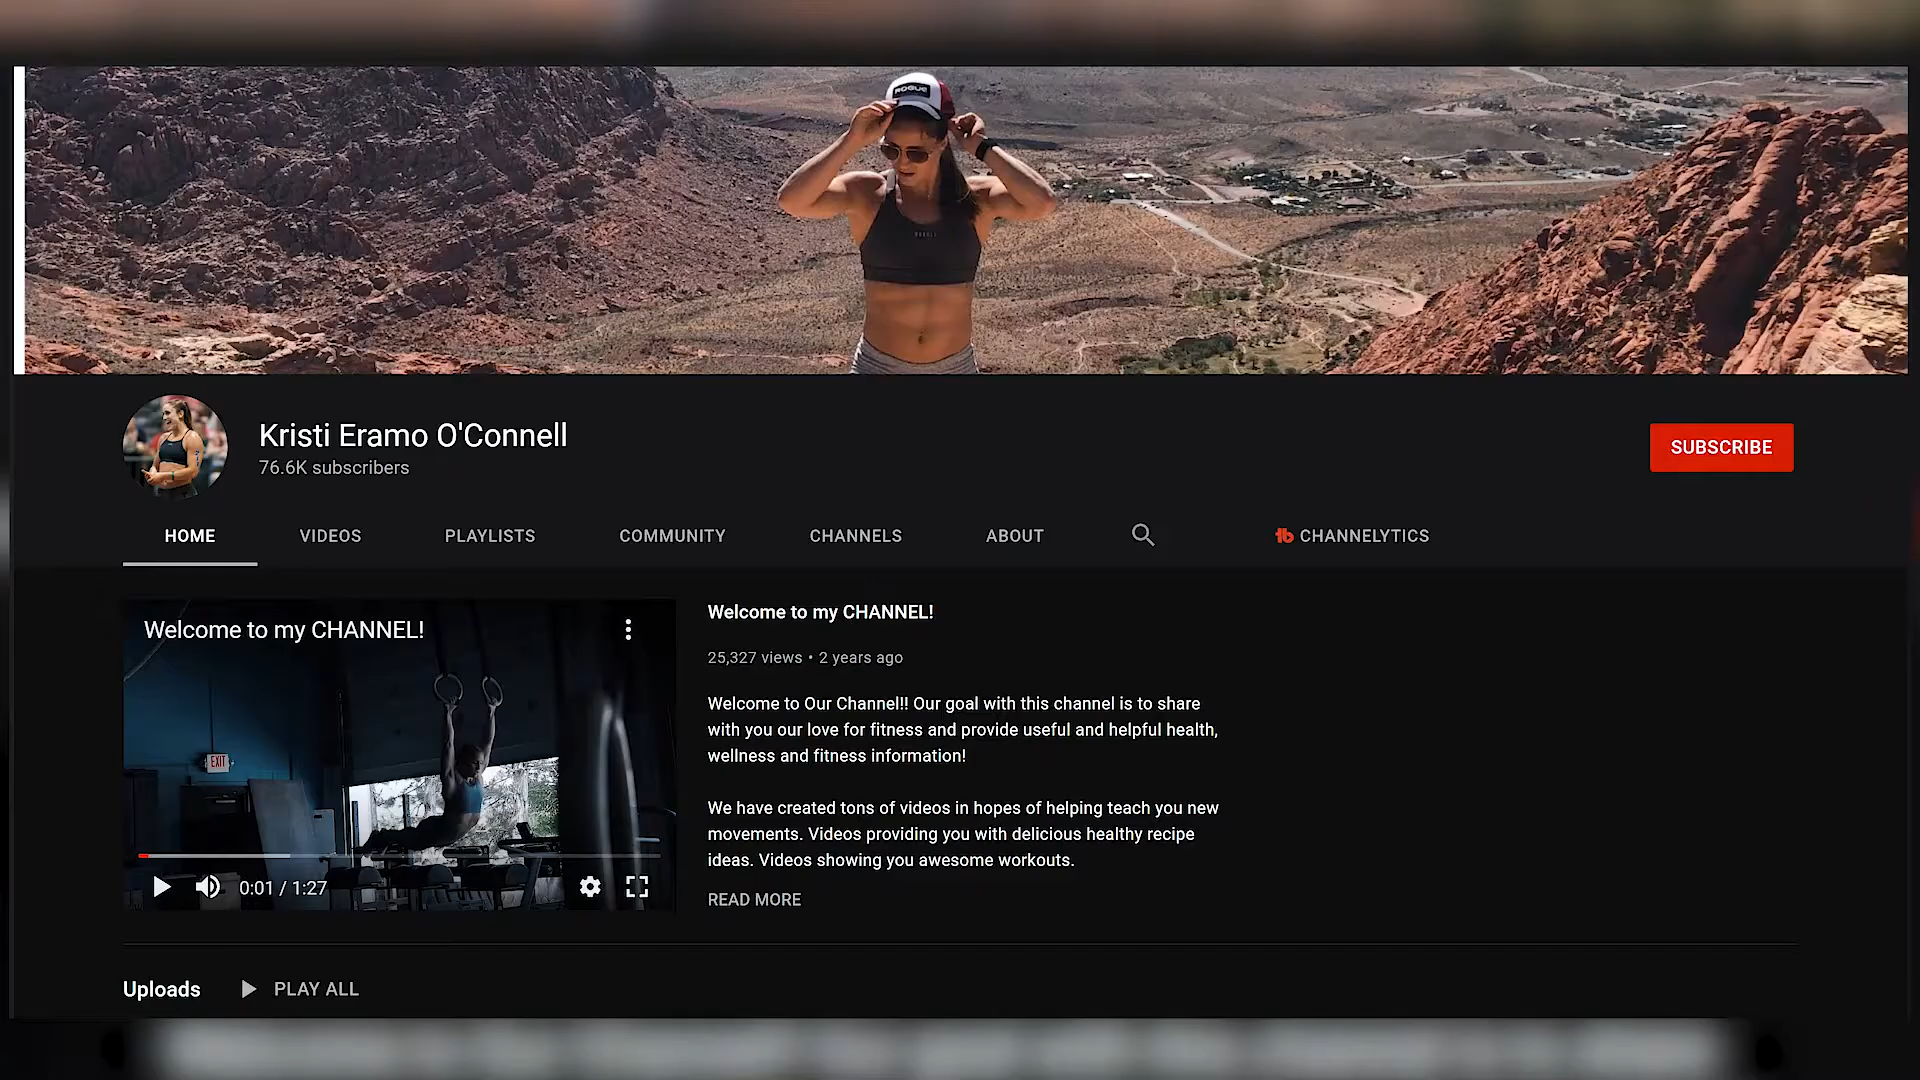 ROGUE
Kristi Eramo O'Connell
76.6K subscribers
SUBSCRIBE
HOME
VIDEOS
PLAYLISTS
COMMUNITY
CHANNELS
ABOUT
tb CHANNELYTICS
Welcome to my CHANNEL!
EXIT
0:01 / 1:27
Welcome to my CHANNEL!
25,327 views • 2 years ago
Welcome to Our Channel!! Our goal with this channel is to share
with you our love for fitness and provide useful and helpful health,
wellness and fitness information!
We have created tons of videos in hopes of helping teach you new
movements. Videos providing you with delicious healthy recipe
ideas. Videos showing you awesome workouts.
READ MORE
Uploads
PLAY ALL